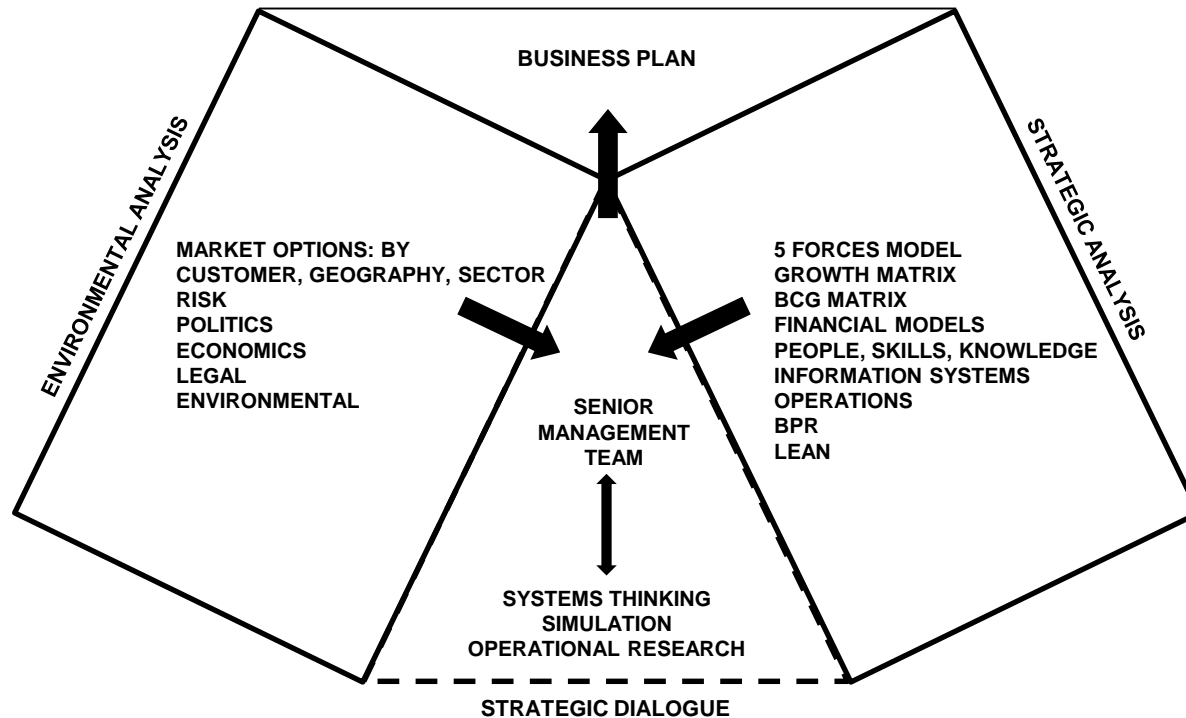 BUSINESS PLAN
ENVIRONMENTAL ANALYSIS
STRATEGIC ANALYSIS
MARKET OPTIONS: BY
CUSTOMER, GEOGRAPHY, SECTOR
RISK
POLITICS
ECONOMICS
LEGAL
ENVIRONMENTAL
5 FORCES MODEL
GROWTH MATRIX
BCG MATRIX
FINANCIAL MODELS
PEOPLE, SKILLS, KNOWLEDGE
INFORMATION SYSTEMS
OPERATIONS
BPR
LEAN
SENIOR
MANAGEMENT
TEAM
SYSTEMS THINKING
SIMULATION
OPERATIONAL RESEARCH
STRATEGIC DIALOGUE